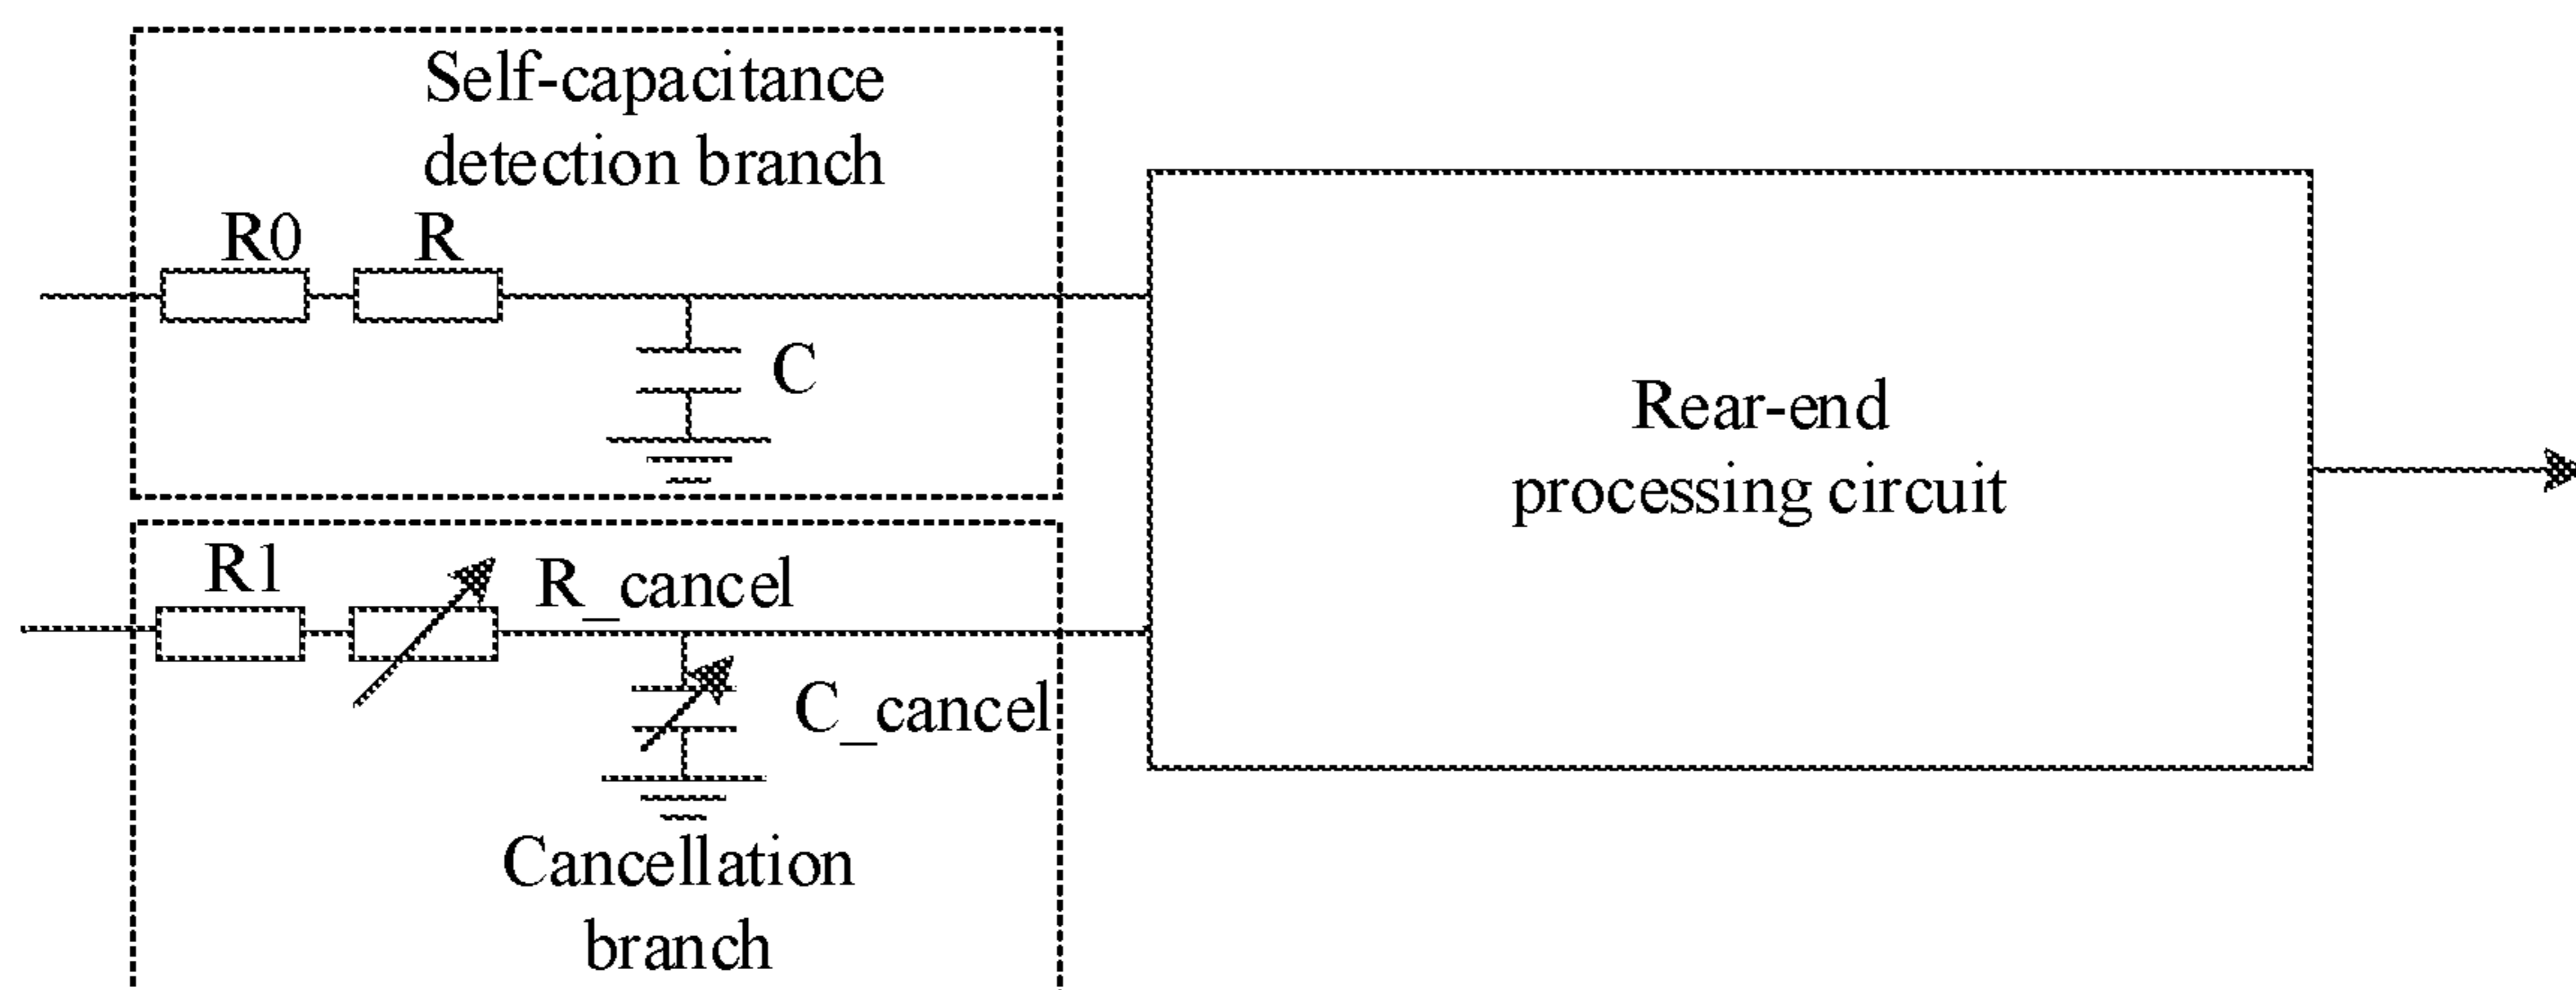 Self-capacitance
detection branch
R0
R
C
Rear-end
processing circuit
R1
R_cancel
C_cancel
Cancellation
branch